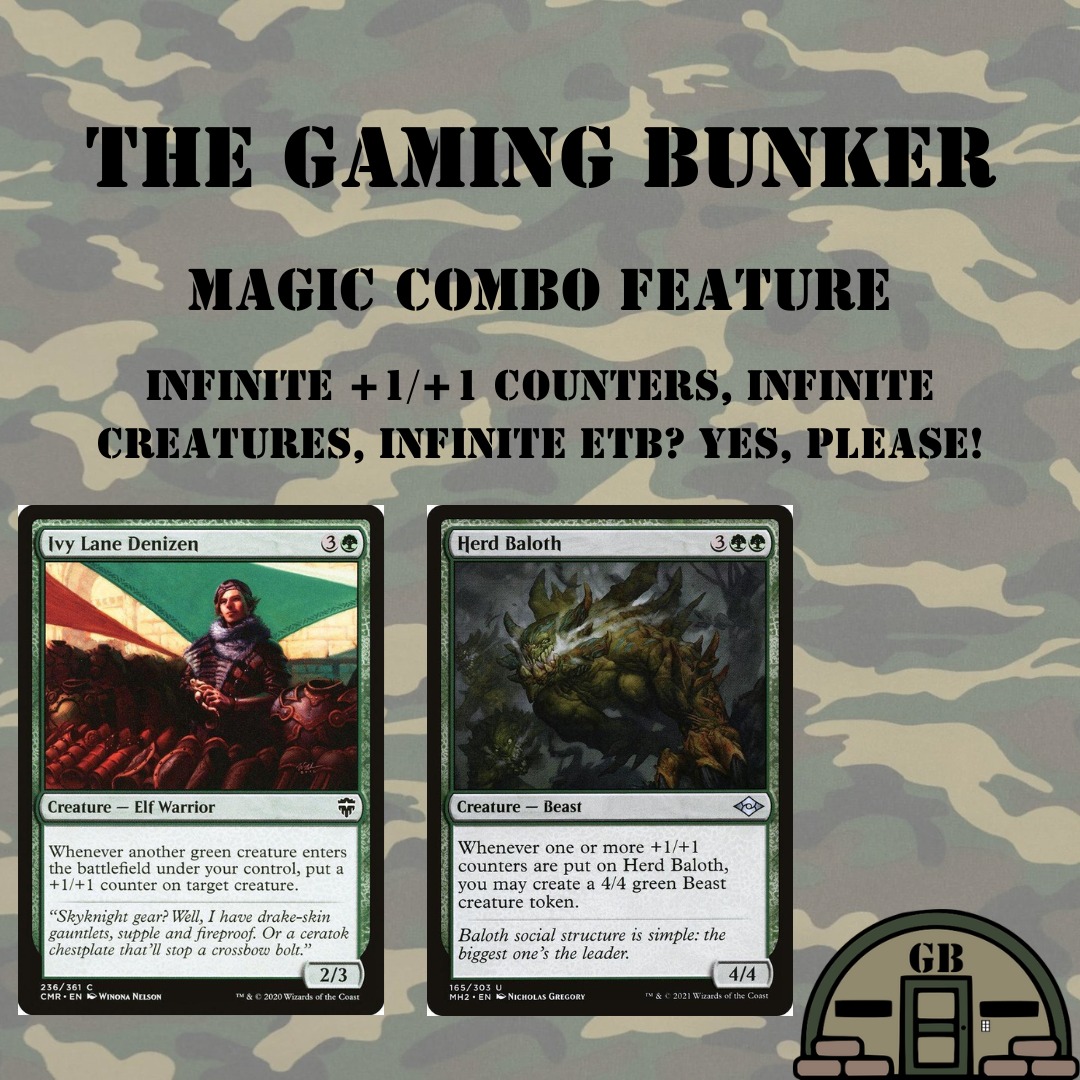 THE GAMING BUNKER
MAGIC COMBO FEATURE
INFINITE +1/+1 COUNTERS, INFINITE
CREATURES, INFINITE ETB? YES, PLEASE!
Ivy Lane Denizen
3
Creature — Elf Warrior
Whenever another green creature enters
the battlefield under your control, put a
+1/+1 counter on target creature.
“Skyknight gear? Well, I have drake-skin
gauntlets, supple and fireproof. Or a ceratok
chestplate that’ll stop a crossbow bolt.”
2/3
236/361 C
CMR • EN Winona Nelson
™ & © 2020 Wizards of the Coast
Herd Baloth
3
Creature — Beast
Whenever one or more +1/+1
counters are put on Herd Baloth,
you may create a 4/4 green Beast
creature token.
Baloth social structure is simple: the
biggest one’s the leader.
4/4
165/303 U
MH2 • EN Nicholas Gregory
™ & © 2021 Wizards of the Coast
GB